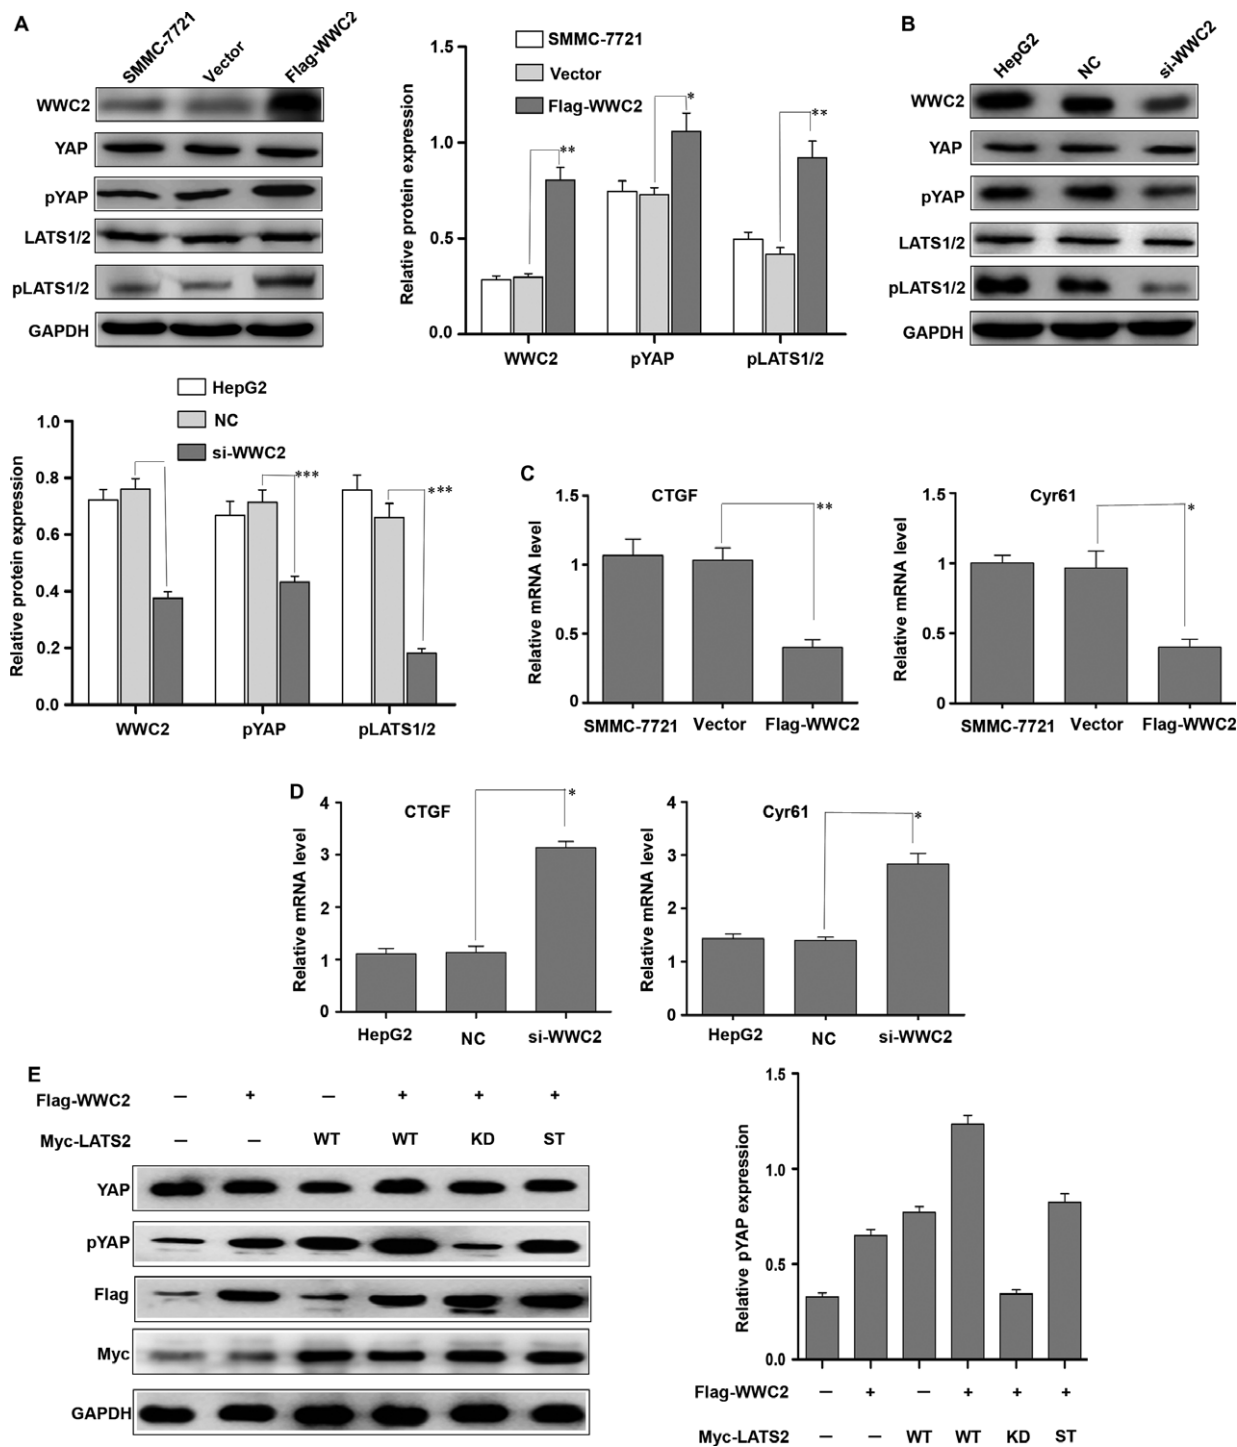 A
SMMC-7721 Vector Flag-WWC2
WWC2
YAP
pYAP
LATS1/2
pLATS1/2
GAPDH
SMMC-7721
Vector
Flag-WWC2
Relative protein expression
1.5
1.0
0.5
0.0
** * **
WWC2 pYAP pLATS1/2
B
HepG2 NC si-WWC2
WWC2
YAP
pYAP
LATS1/2
pLATS1/2
GAPDH
HepG2
NC
si-WWC2
Relative protein expression
1.0
0.8
0.6
0.4
0.2
0.0
*** ***
WWC2 pYAP pLATS1/2
C
CTGF
Relative mRNA level
1.5
1
0.5
0
**
SMMC-7721 Vector Flag-WWC2
Cyr61
Relative mRNA level
1.5
1
0.5
0
*
SMMC-7721 Vector Flag-WWC2
D
CTGF
Relative mRNA level
4
3
2
1
0
*
HepG2 NC si-WWC2
Cyr61
Relative mRNA level
4
3
2
1
0
*
HepG2 NC si-WWC2
E
Flag-WWC2 — + — + + +
Myc-LATS2 — — WT WT KD ST
YAP
pYAP
Flag
Myc
GAPDH
Relative pYAP expression
1.5
1.0
0.5
0.0
Flag-WWC2 — + — + + +
Myc-LATS2 — — WT WT KD ST